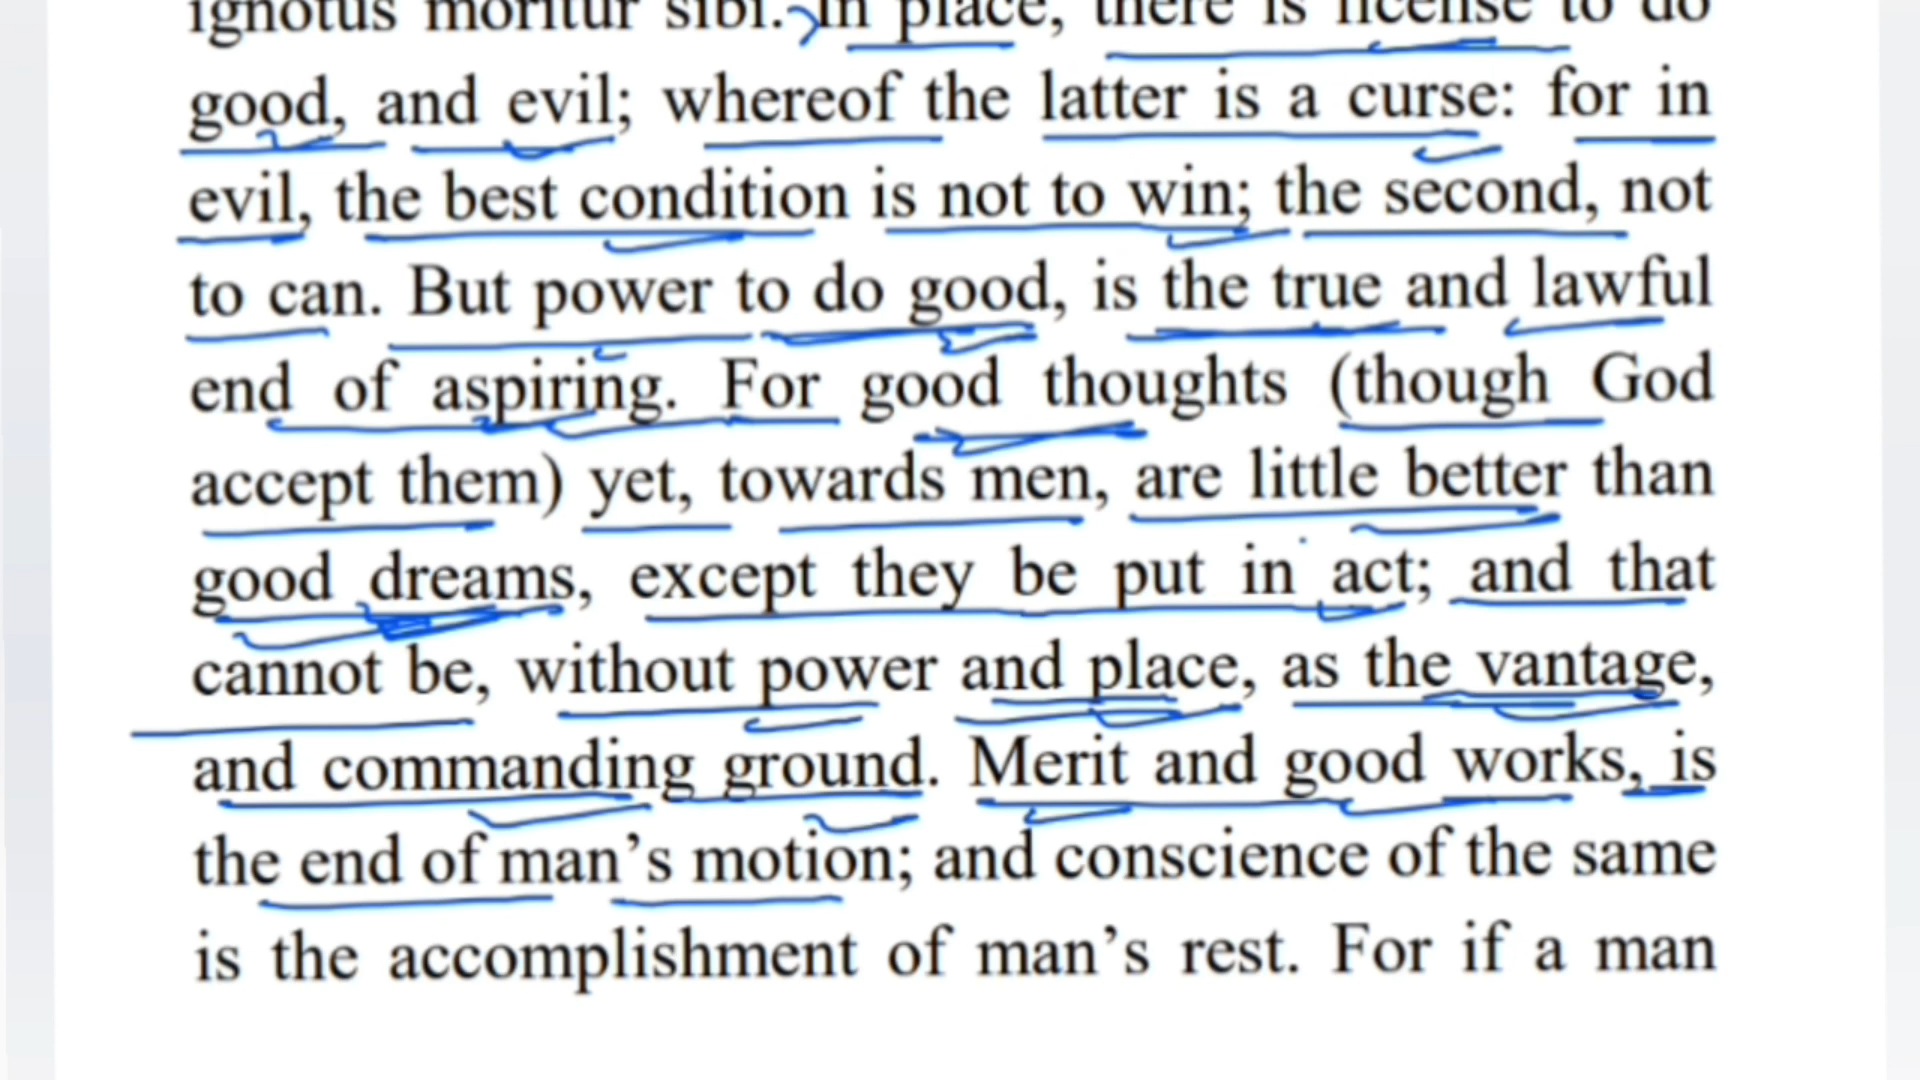 ignotus moritur sibi. In place, there is license to do
good, and evil; whereof the latter is a curse: for in
evil, the best condition is not to win; the second, not
to can. But power to do good, is the true and lawful
end of aspiring. For good thoughts (though God
accept them) yet, towards men, are little better than
good dreams, except they be put in act; and that
cannot be, without power and place, as the vantage,
and commanding ground. Merit and good works, is
the end of man’s motion; and conscience of the same
is the accomplishment of man’s rest. For if a man